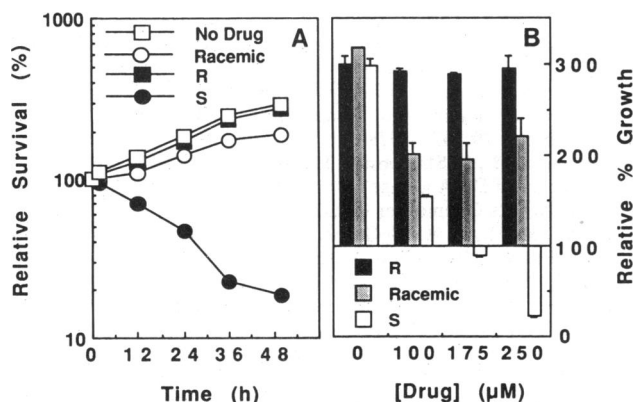 1000
100
10
Relative Survival (%)
No Drug
Racemic
R
S
A
0 12 24 36 48
Time (h)
B
R
Racemic
S
300
200
100
0
Relative % Growth
0 100 175 250
[Drug] (µM)